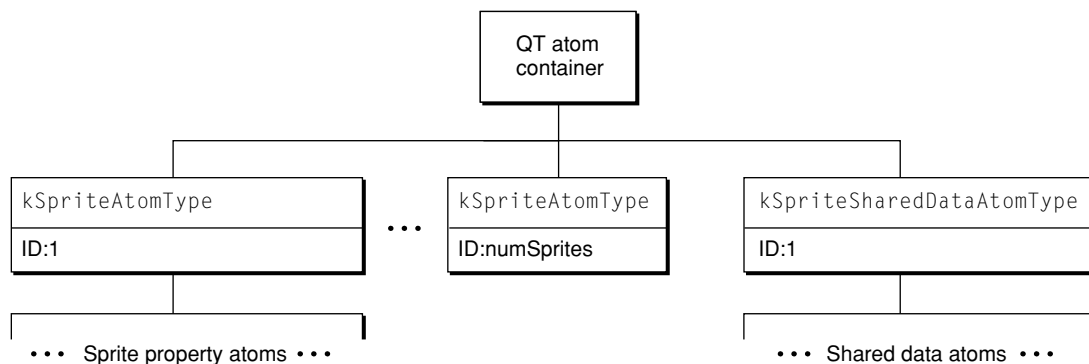 QT atom
container
kSpriteAtomType
ID:1
•••
kSpriteAtomType
ID:numSprites
kSpriteSharedDataAtomType
ID:1
••• Sprite property atoms •••
••• Shared data atoms •••